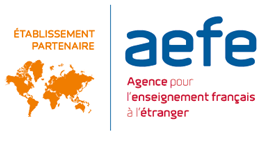 ÉTABLISSEMENT
PARTENAIRE
aefe
Agence pour
l'enseignement français
à l'étranger